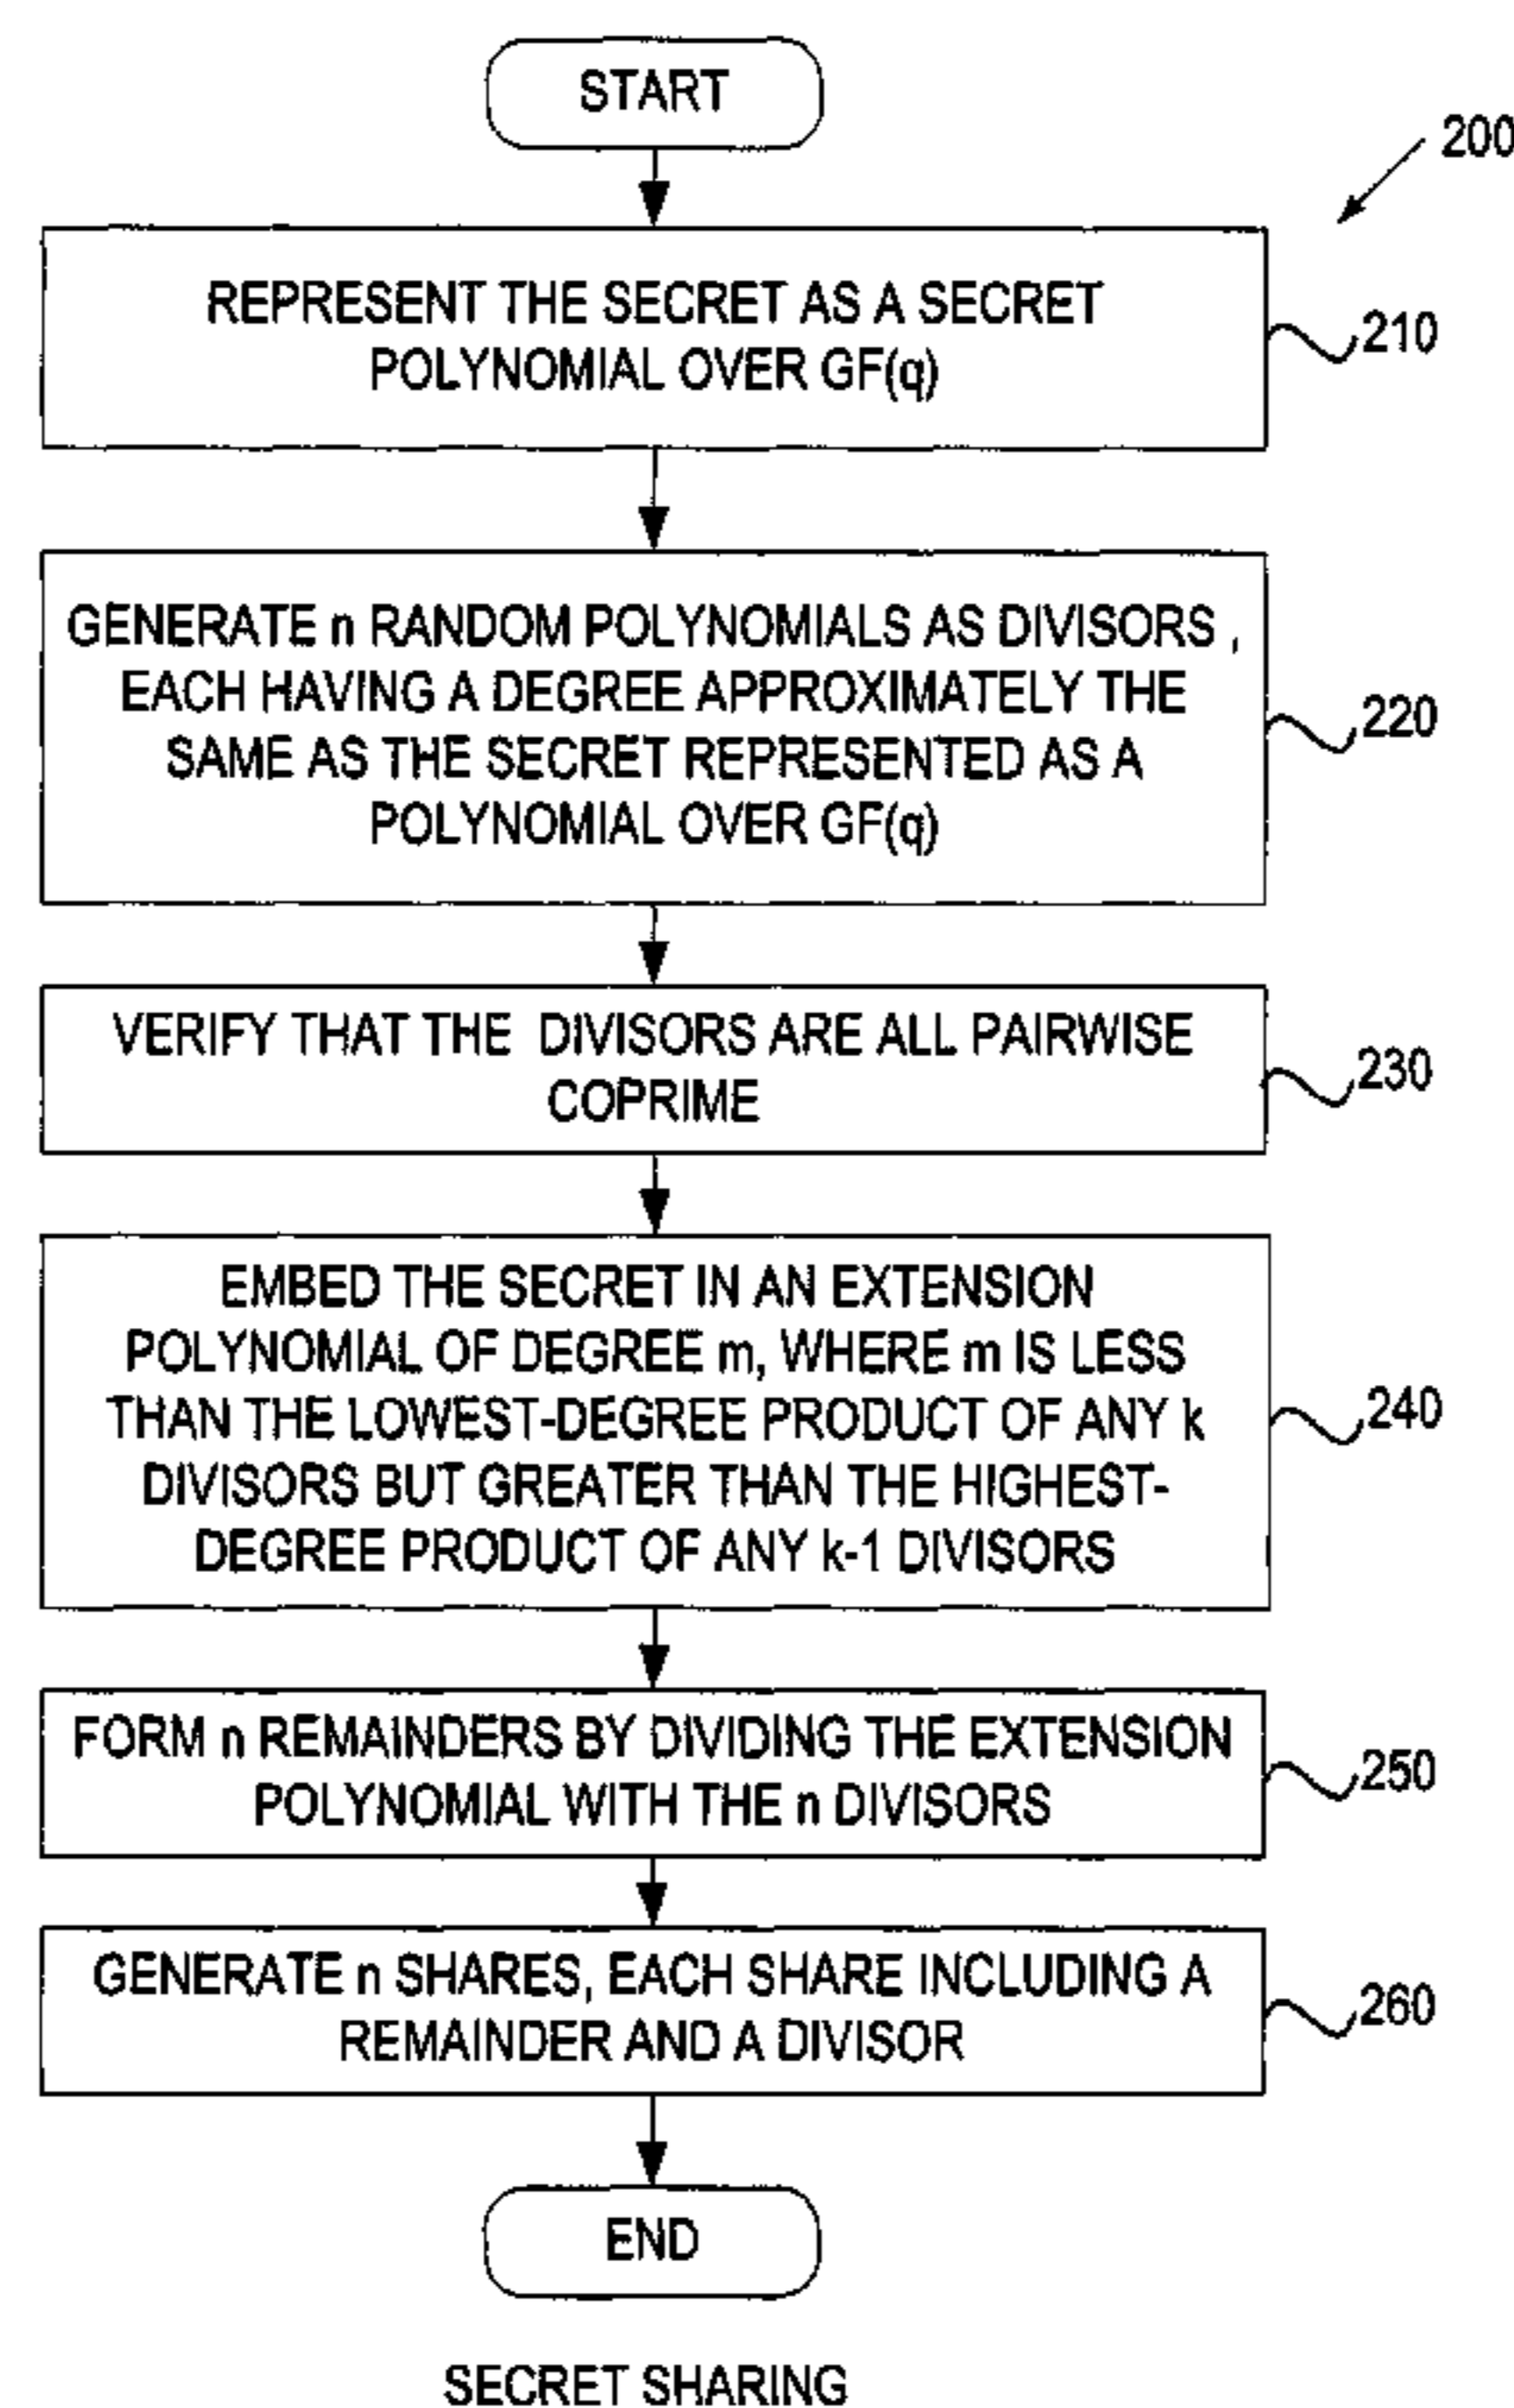 START
200
REPRESENT THE SECRET AS A SECRET
POLYNOMIAL OVER GF(q)
210
GENERATE n RANDOM POLYNOMIALS AS DIVISORS ,
EACH HAVING A DEGREE APPROXIMATELY THE
SAME AS THE SECRET REPRESENTED AS A
POLYNOMIAL OVER GF(q)
220
VERIFY THAT THE DIVISORS ARE ALL PAIRWISE
COPRIME
230
EMBED THE SECRET IN AN EXTENSION
POLYNOMIAL OF DEGREE m, WHERE m IS LESS
THAN THE LOWEST-DEGREE PRODUCT OF ANY k
DIVISORS BUT GREATER THAN THE HIGHEST-
DEGREE PRODUCT OF ANY k-1 DIVISORS
240
FORM n REMAINDERS BY DIVIDING THE EXTENSION
POLYNOMIAL WITH THE n DIVISORS
250
GENERATE n SHARES, EACH SHARE INCLUDING A
REMAINDER AND A DIVISOR
260
END
SECRET SHARING